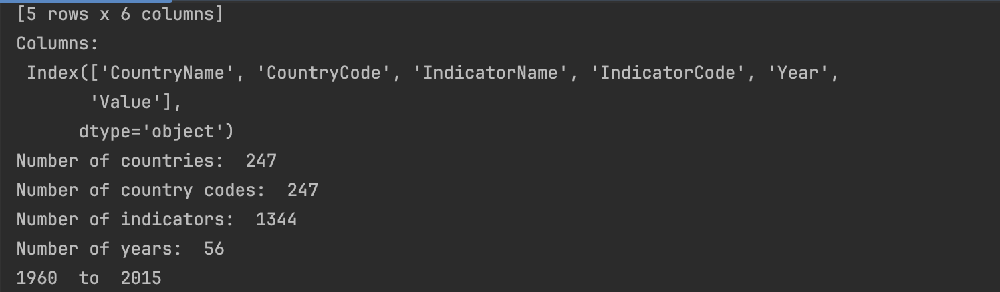 [5 rows x 6 columns]
Columns:
 Index(['CountryName', 'CountryCode', 'IndicatorName', 'IndicatorCode', 'Year',
       'Value'],
      dtype='object')
Number of countries:  247
Number of country codes:  247
Number of indicators:  1344
Number of years:  56
1960  to  2015